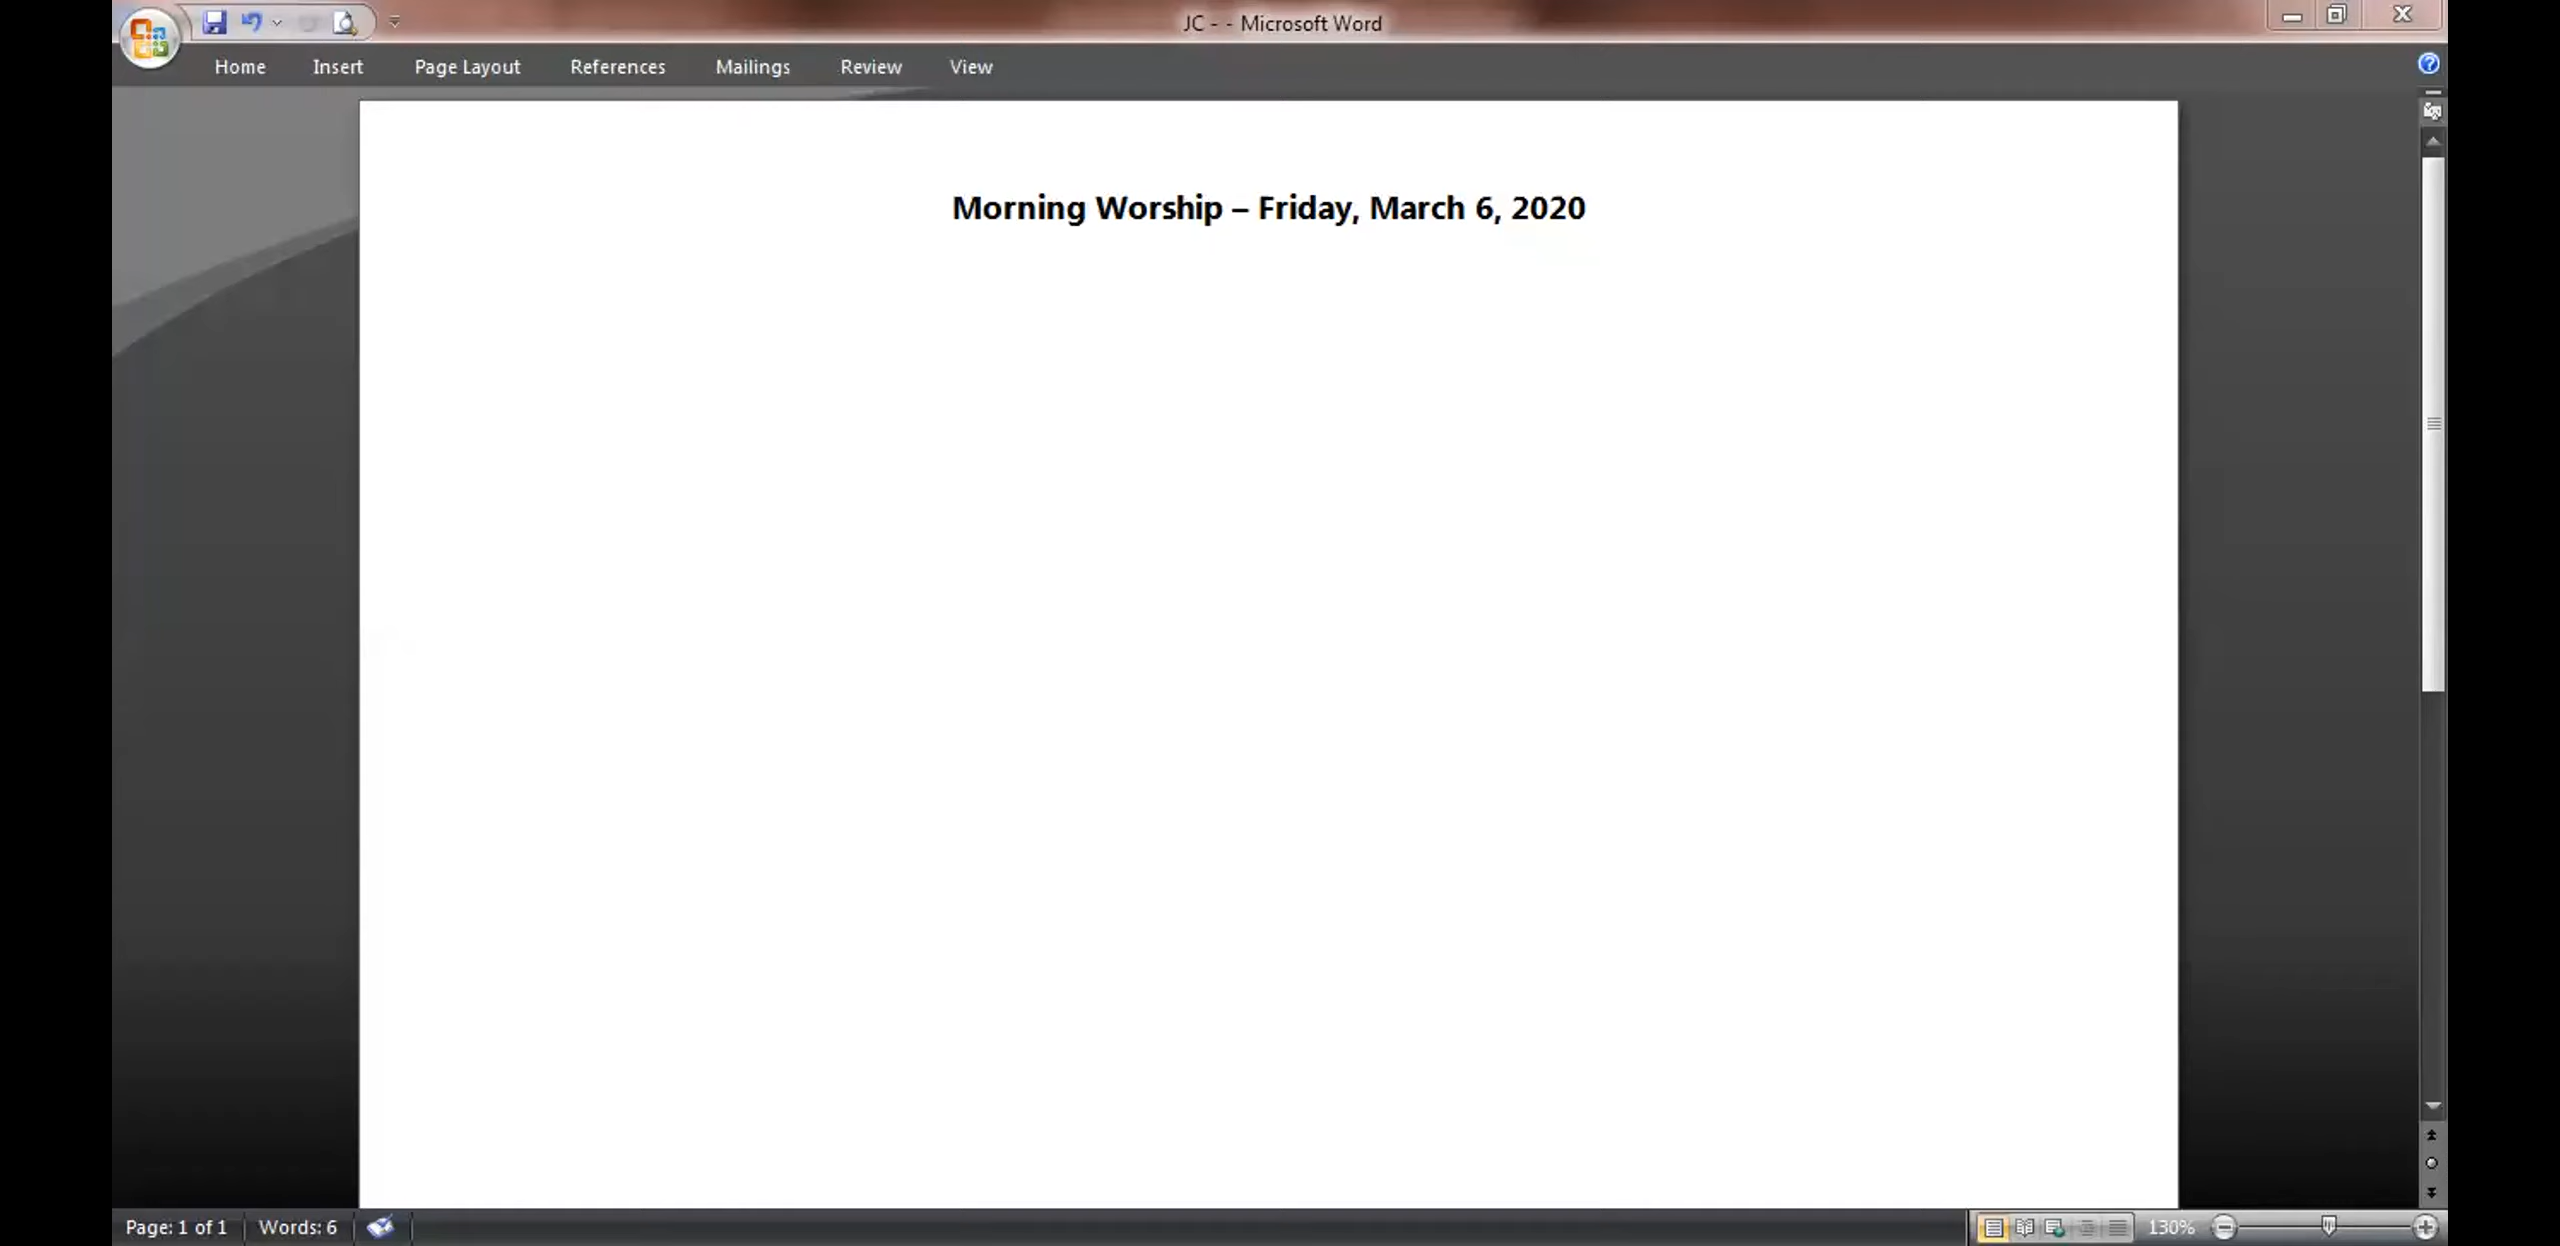 JC - - Microsoft Word
Home Insert Page Layout References Mailings Review View
Morning Worship – Friday, March 6, 2020
Page: 1 of 1 Words: 6 130%